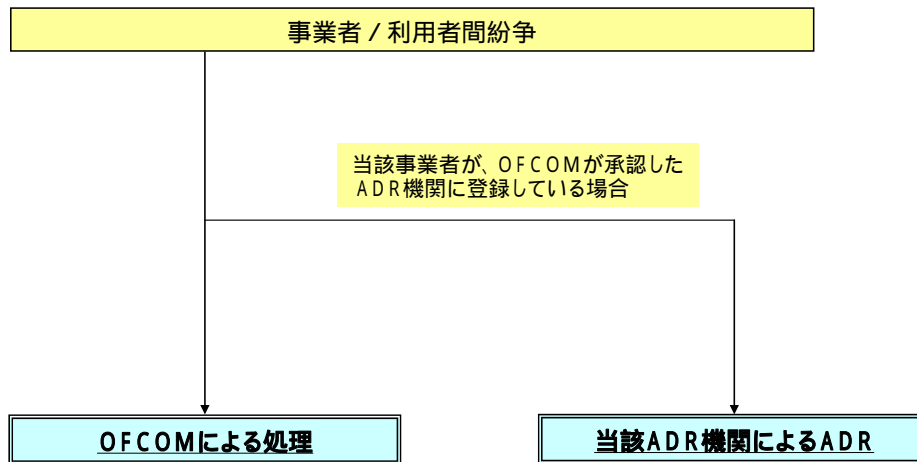 事業者/利用者間紛争
当該事業者が、OFCOMが承認した
ADR機関に登録している場合
OFCOMによる処理
当該ADR機関によるADR